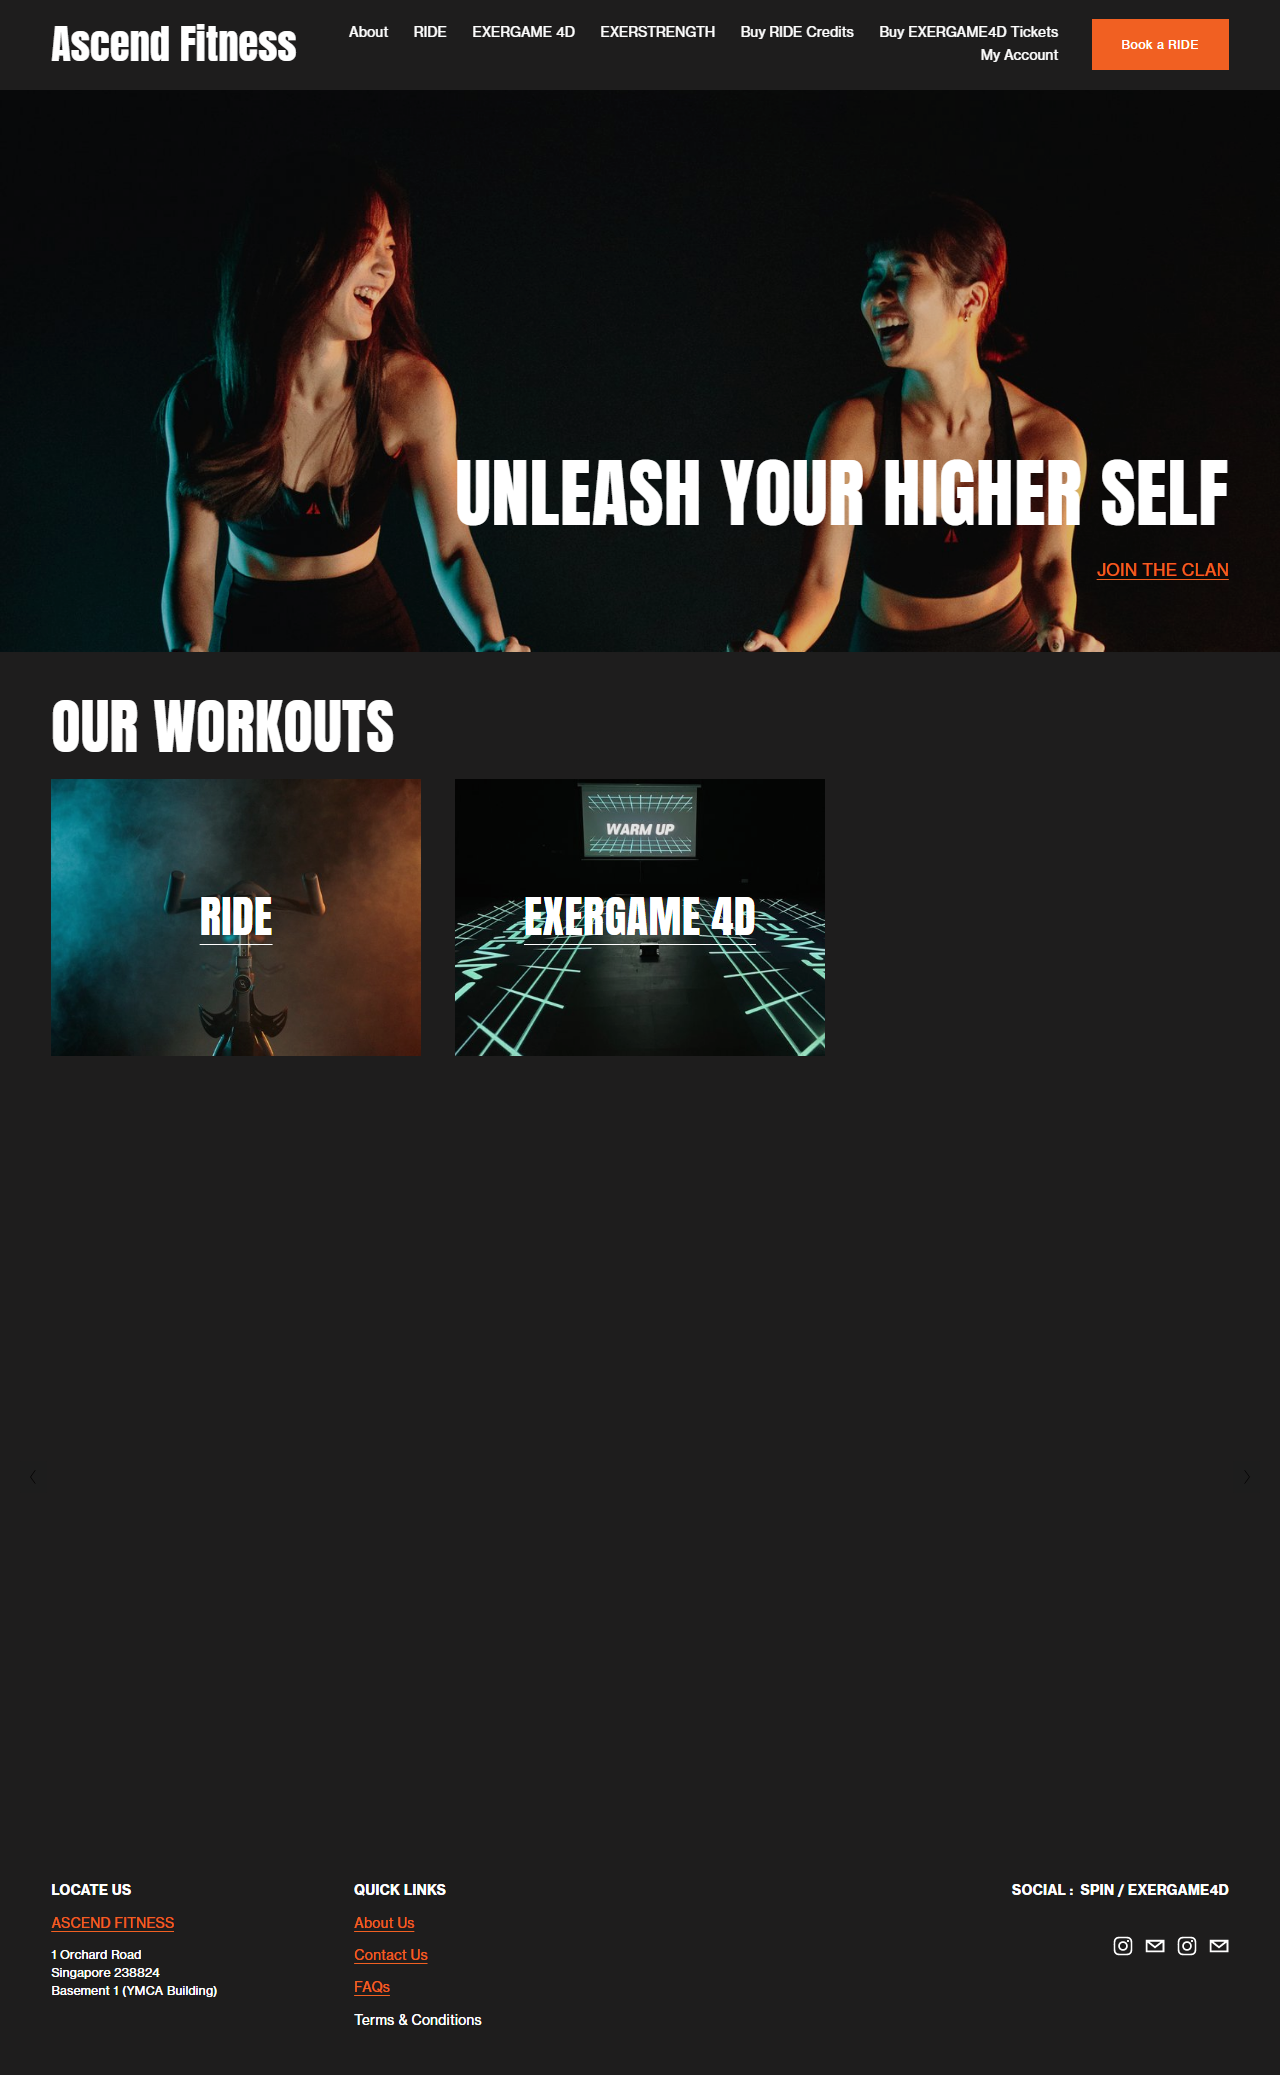 Ascend Fitness
About RIDE EXERGAME 4D EXERSTRENGTH Buy RIDE Credits Buy EXERGAME4D Tickets
My Account
Book a RIDE
UNLEASH YOUR HIGHER SELF
JOIN THE CLAN
OUR WORKOUTS
RIDE
WARM UP
EXERGAME 4D
LOCATE US
ASCEND FITNESS
1 Orchard Road
Singapore 238824
Basement 1 (YMCA Building)
QUICK LINKS
About Us
Contact Us
FAQs
Terms & Conditions
SOCIAL : SPIN / EXERGAME4D